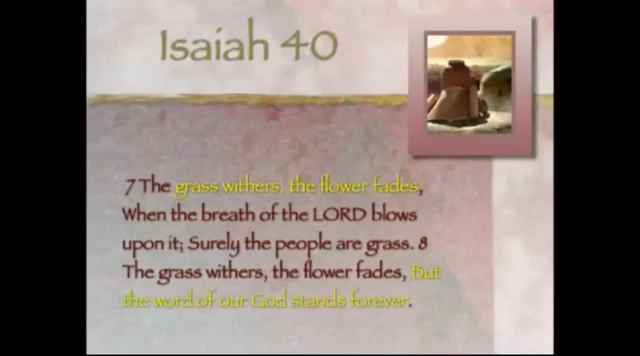 Isaiah 40
7 The grass withers, the flower fades,
When the breath of the LORD blows
upon it; Surely the people are grass. 8
The grass withers, the flower fades, But
the word of our God stands forever.